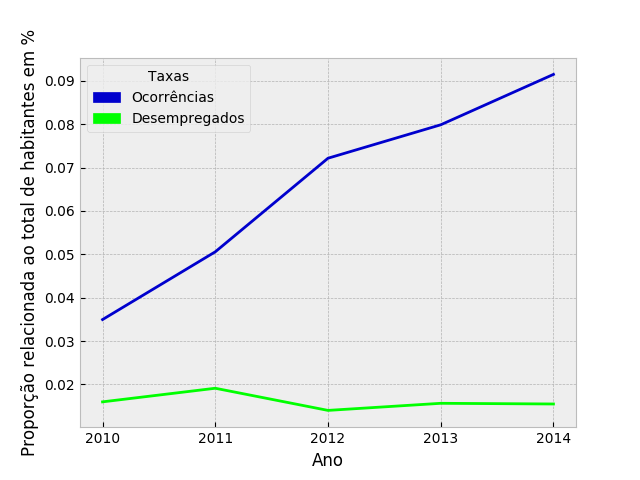 Proporção relacionada ao total de habitantes em %
0.09
0.08
0.07
0.06
0.05
0.04
0.03
0.02
Taxas
Ocorrências
Desempregados
2010 2011 2012 2013 2014
Ano